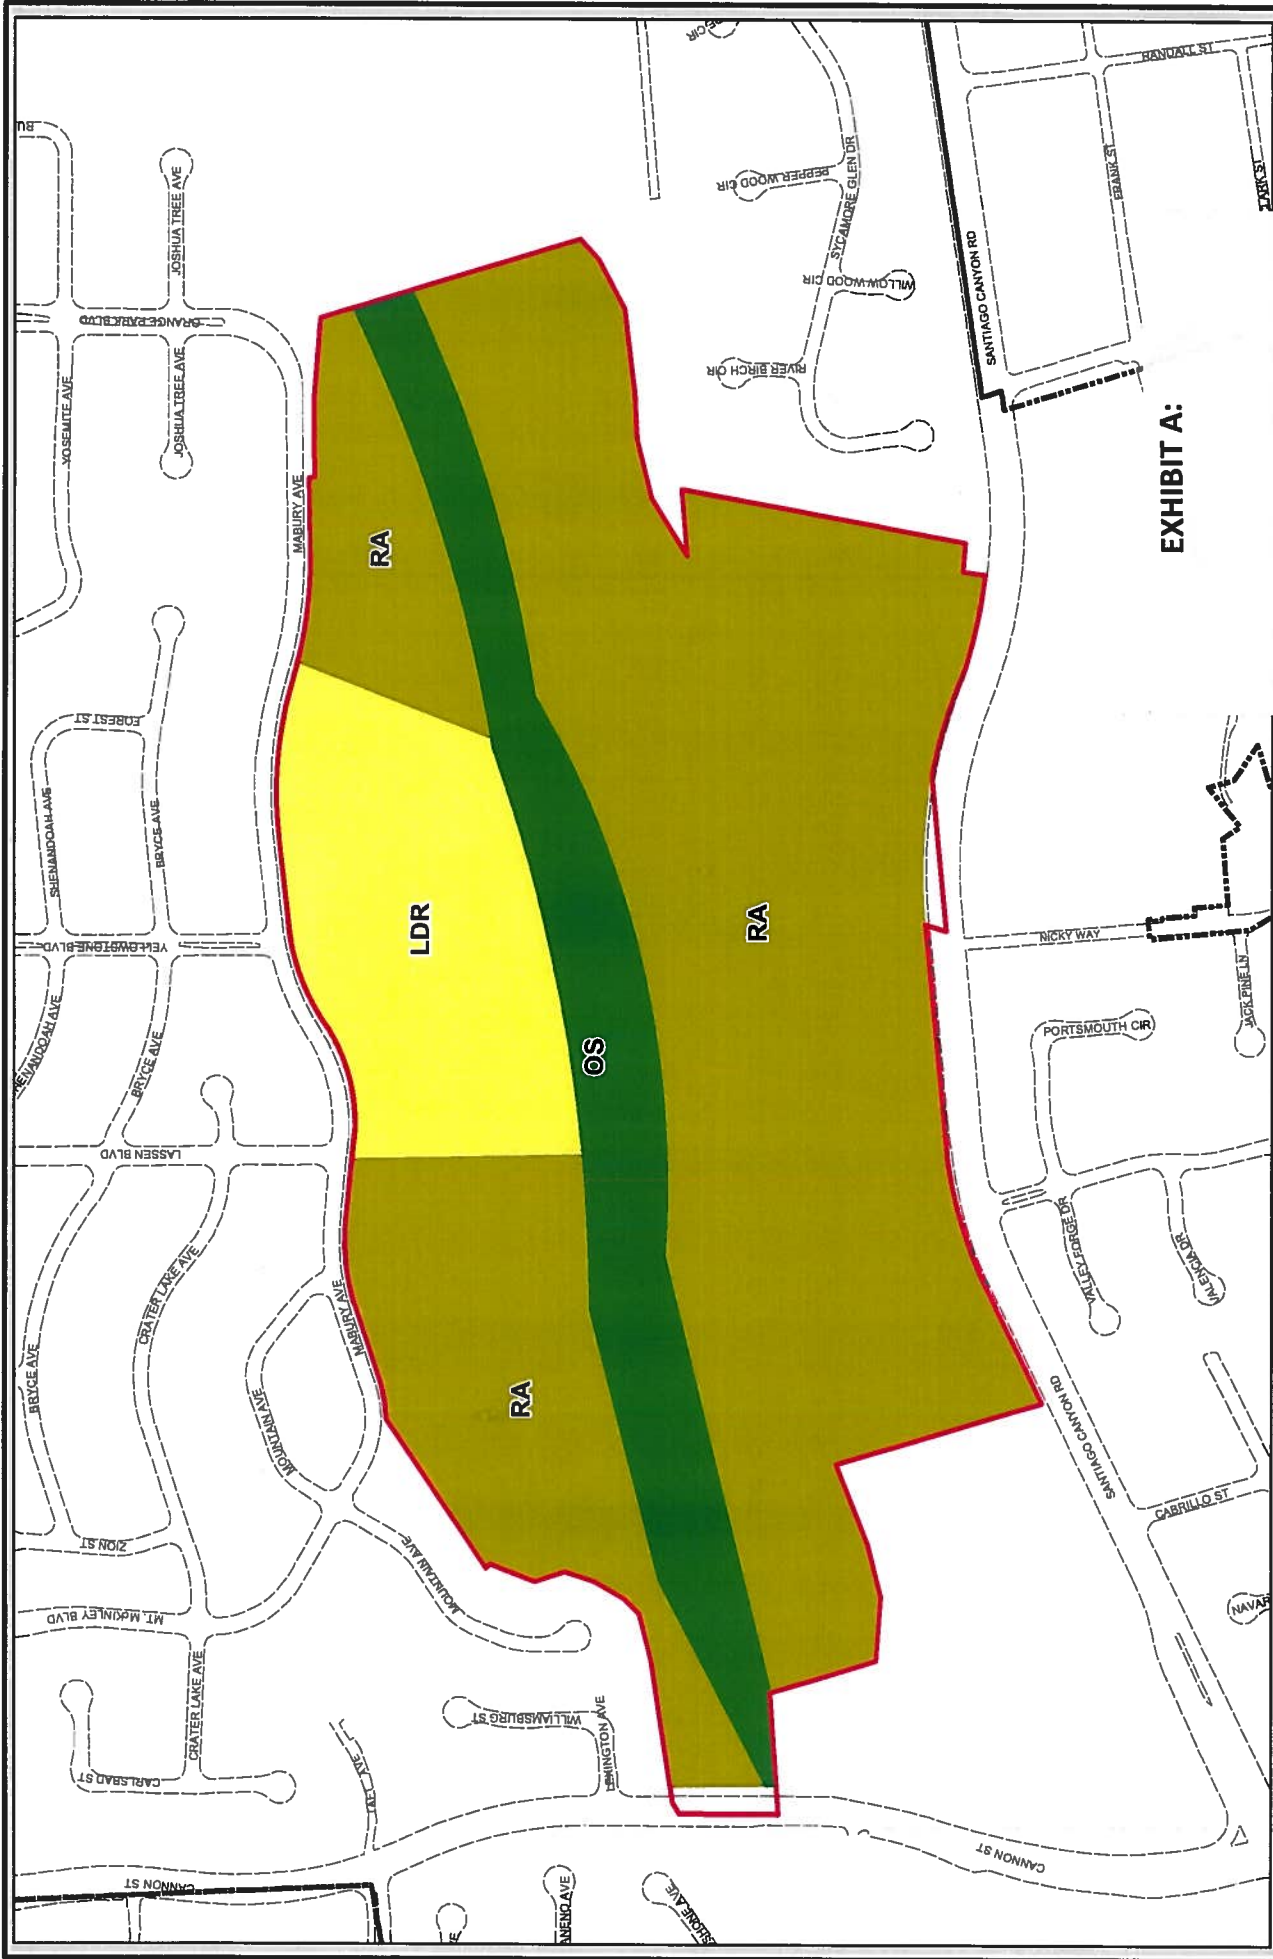 YOSEMITE AVE
JOSHUA TREE AVE
ORANGE PARK BLVD
JOSHUA TREE AVE
MABURY AVE
RANDALL ST
FRANK ST
PEPPER WOOD CIR
SYCAMORE GLEN DR
WILLOW WOOD CIR
RIVER BIRCH CIR
SANTIAGO CANYON RD
EXHIBIT A:
RA
FOREST ST
SHENANDOAH AVE
BRYCE AVE
YELLOWSTONE BLVD
BRYCE AVE
LASSEN BLVD
LDR
OS
RA
NICKY WAY
JACK PINE LN
PORTSMOUTH CIR
VALLEY FORGE DR
VALENCIA DR
BRYCE AVE
CRATER LAKE AVE
MABURY AVE
MOUNTAIN AVE
RA
SANTIAGO CANYON RD
CABRILLO ST
ZION ST
MT. McKINLEY BLVD
MOUNTAIN AVE
CRATER LAKE AVE
CARLSBAD ST
WILLIAMSBURG ST
LEXINGTON AVE
TAFT AVE
CANNON ST
CANNON ST